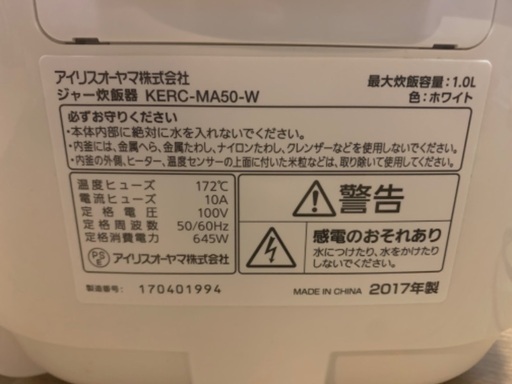 アイリスオーヤマ株式会社
ジャー炊飯器 KERC-MA50-W
最大炊飯容量：1.0L
色：ホワイト
必ずお守りください
・本体内部に絶対に水を入れないでください。
・内釜には、金属へら、金属たわし、ナイロンたわし、クレンザーなどを使用しないでください。
・内釜の外側、ヒーター、温度センサーの上面に付いた米粒などは、取り除いて使用してください。
温度ヒューズ 172℃
電流ヒューズ 10A
定格電圧 100V
定格周波数 50/60Hz
定格消費電力 645W
PS E アイリスオーヤマ株式会社
警告
感電のおそれあり
水につけたり、水をかけたり
しないでください。
製造番号： 170401994
MADE IN CHINA 2017年製